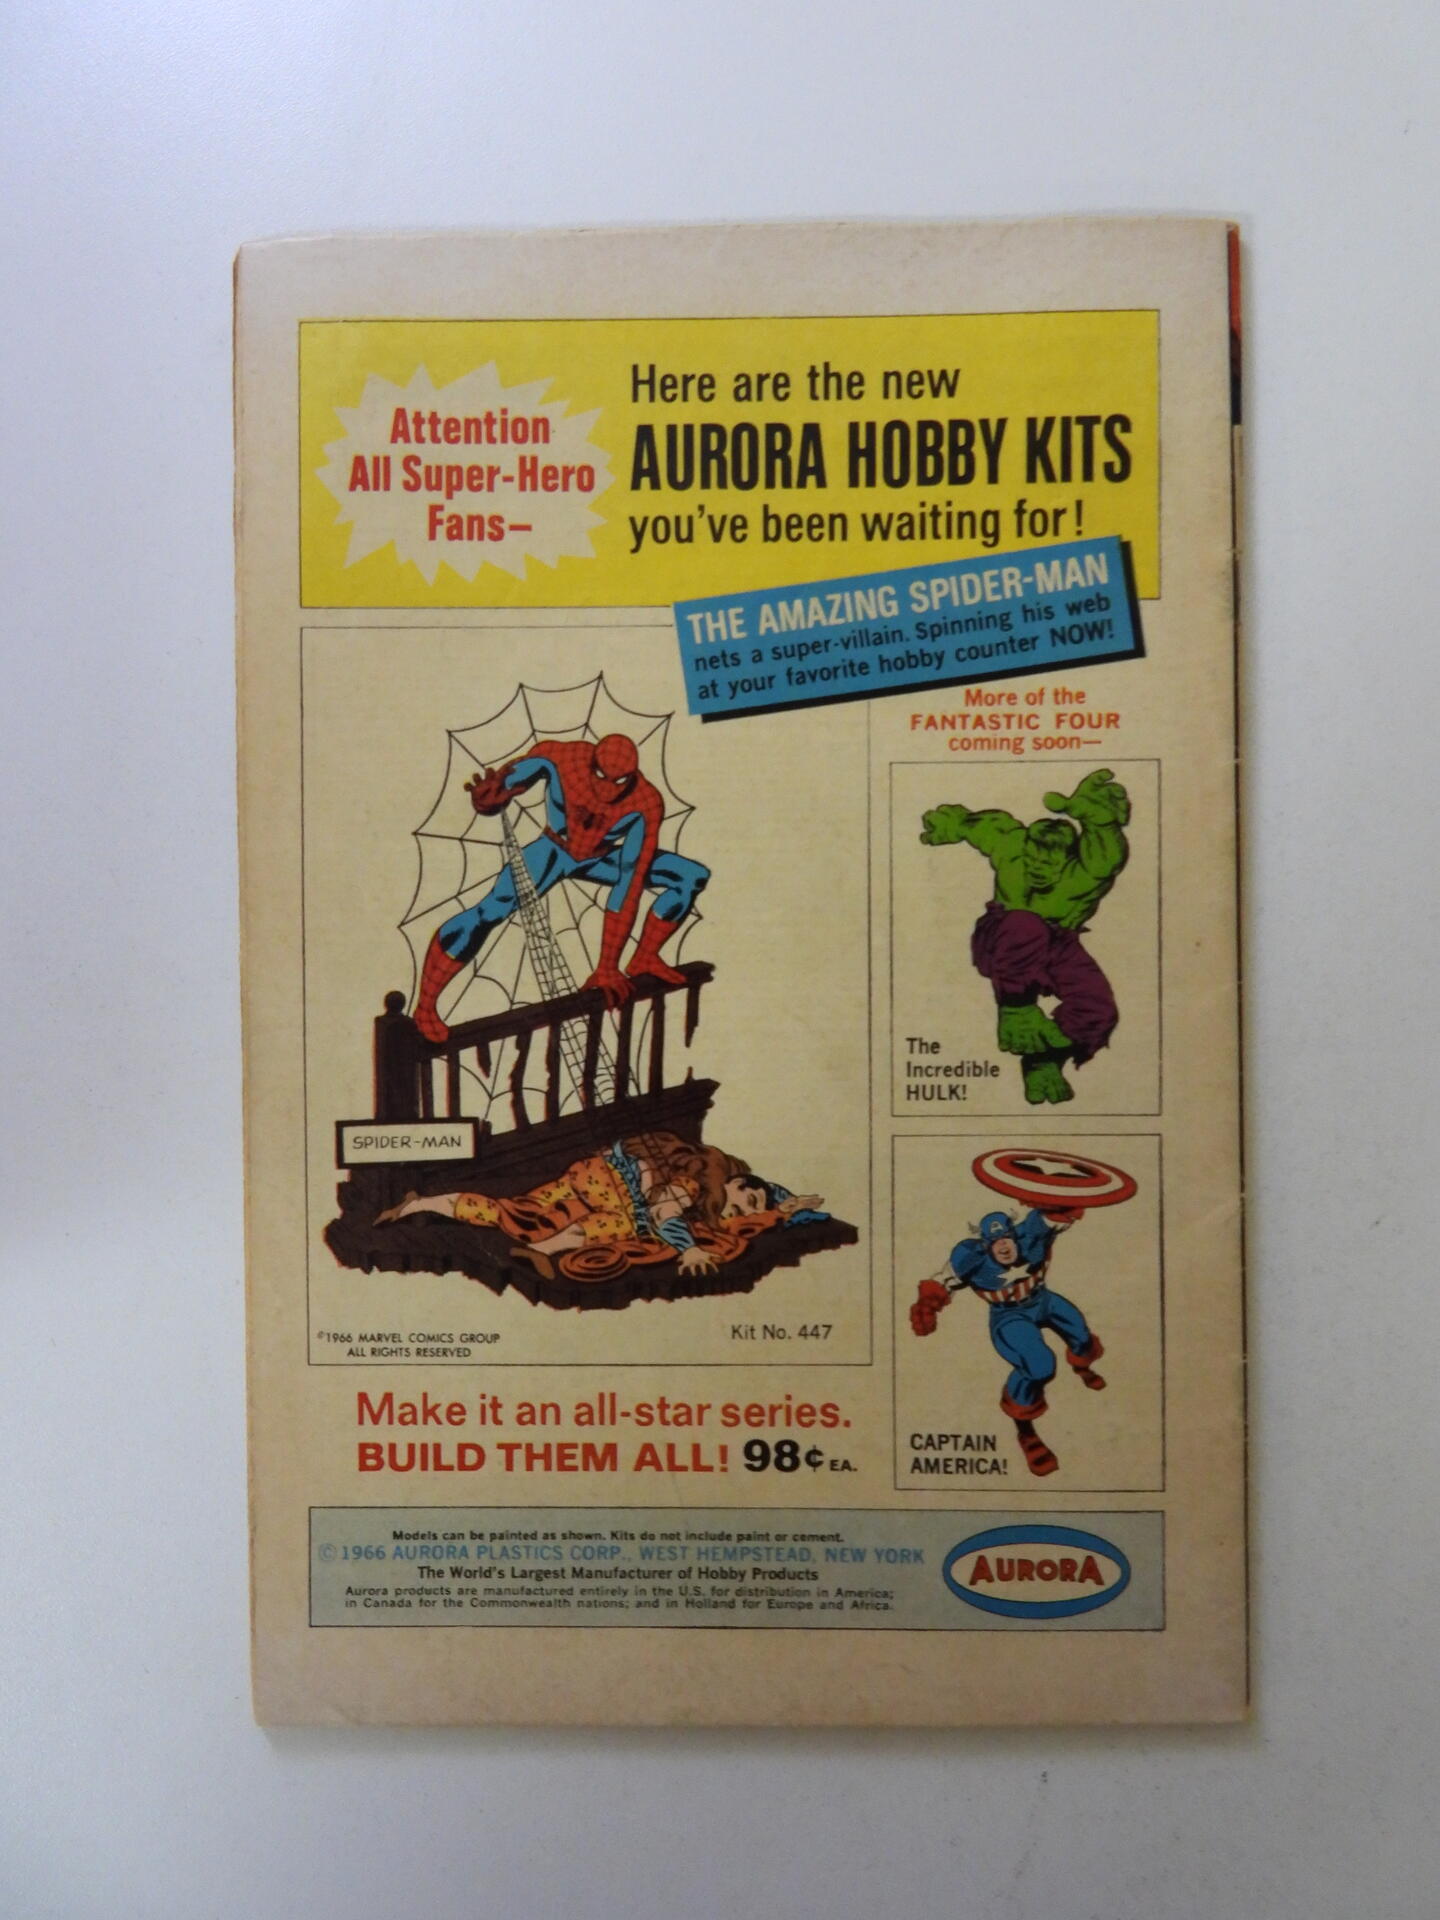 Attention
All Super-Hero
Fans—
Here are the new
AURORA HOBBY KITS
you've been waiting for!
THE AMAZING SPIDER-MAN
nets a super-villain. Spinning his web
at your favorite hobby counter NOW!
More of the
FANTASTIC FOUR
coming soon—
The
Incredible
HULK!
SPIDER-MAN
©1966 MARVEL COMICS GROUP
ALL RIGHTS RESERVED
Kit No. 447
CAPTAIN
AMERICA!
Make it an all-star series.
BUILD THEM ALL! 98¢ EA.
Models can be painted as shown. Kits do not include paint or cement.
©1966 AURORA PLASTICS CORP., WEST HEMPSTEAD, NEW YORK
The World's Largest Manufacturer of Hobby Products
Aurora products are manufactured entirely in the U.S. for distribution in America;
in Canada for the Commonwealth nations; and in Holland for Europe and Africa.
AURORA